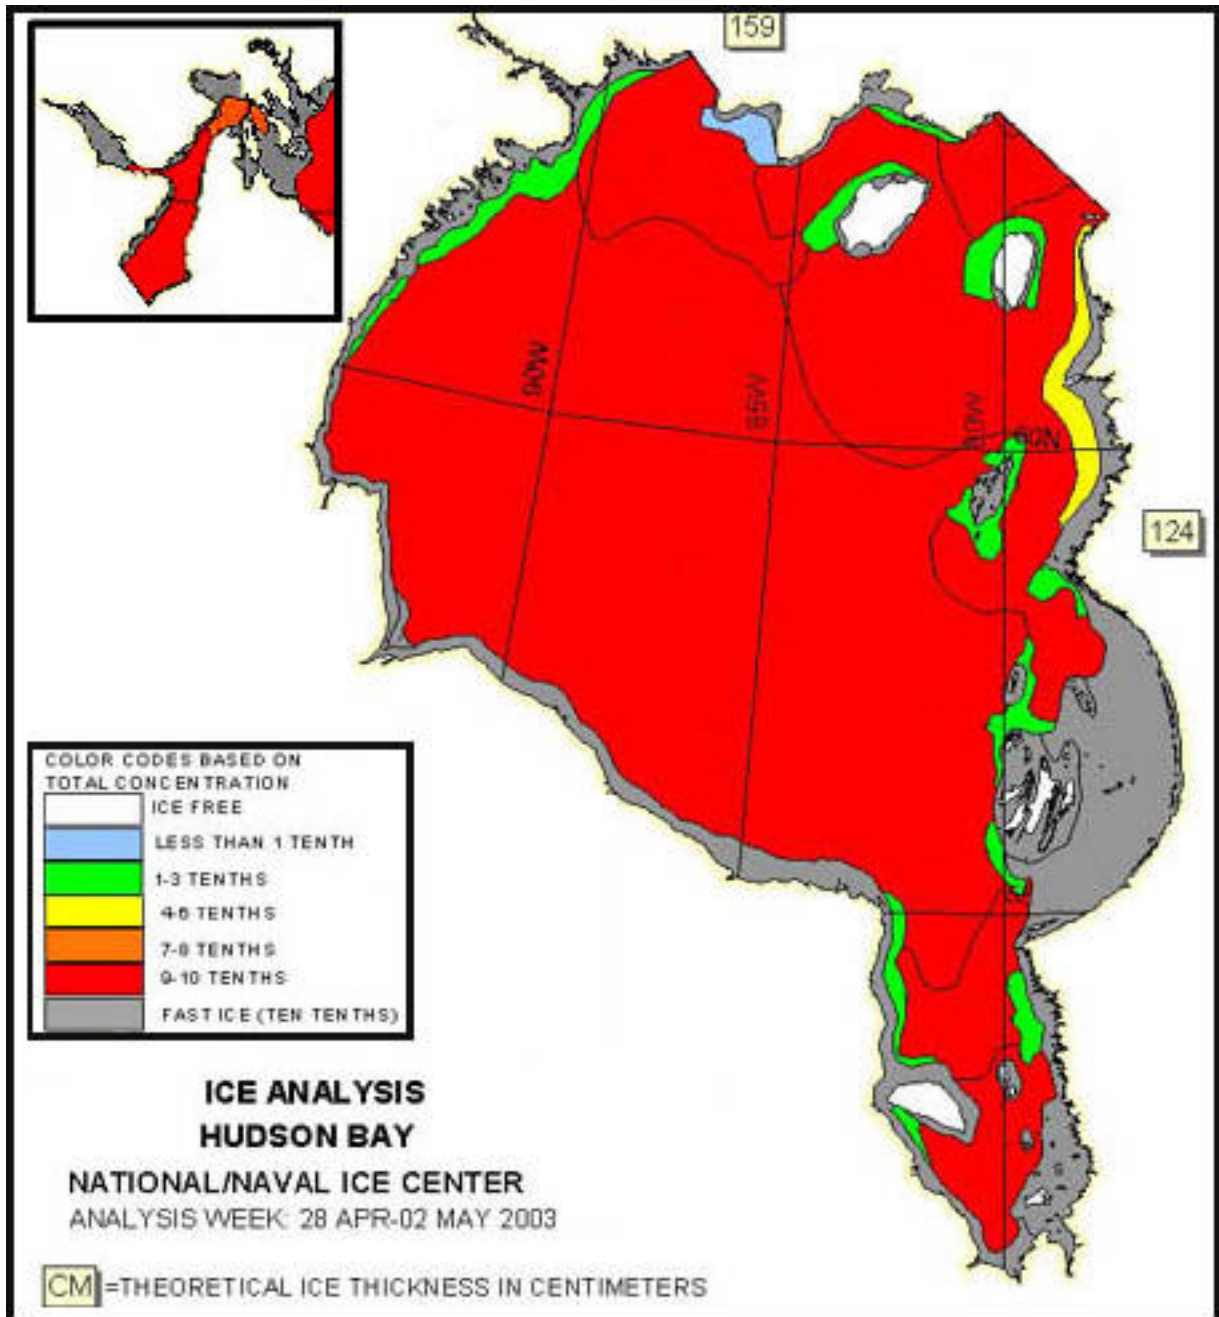 159
90W
85W
80W
60N
124
COLOR CODES BASED ON
TOTAL CONCENTRATION
ICE FREE
LESS THAN 1 TENTH
1-3 TENTHS
4-6 TENTHS
7-8 TENTHS
9-10 TENTHS
FAST ICE (TEN TENTHS)
ICE ANALYSIS
HUDSON BAY
NATIONAL/NAVAL ICE CENTER
ANALYSIS WEEK: 28 APR-02 MAY 2003
CM =THEORETICAL ICE THICKNESS IN CENTIMETERS